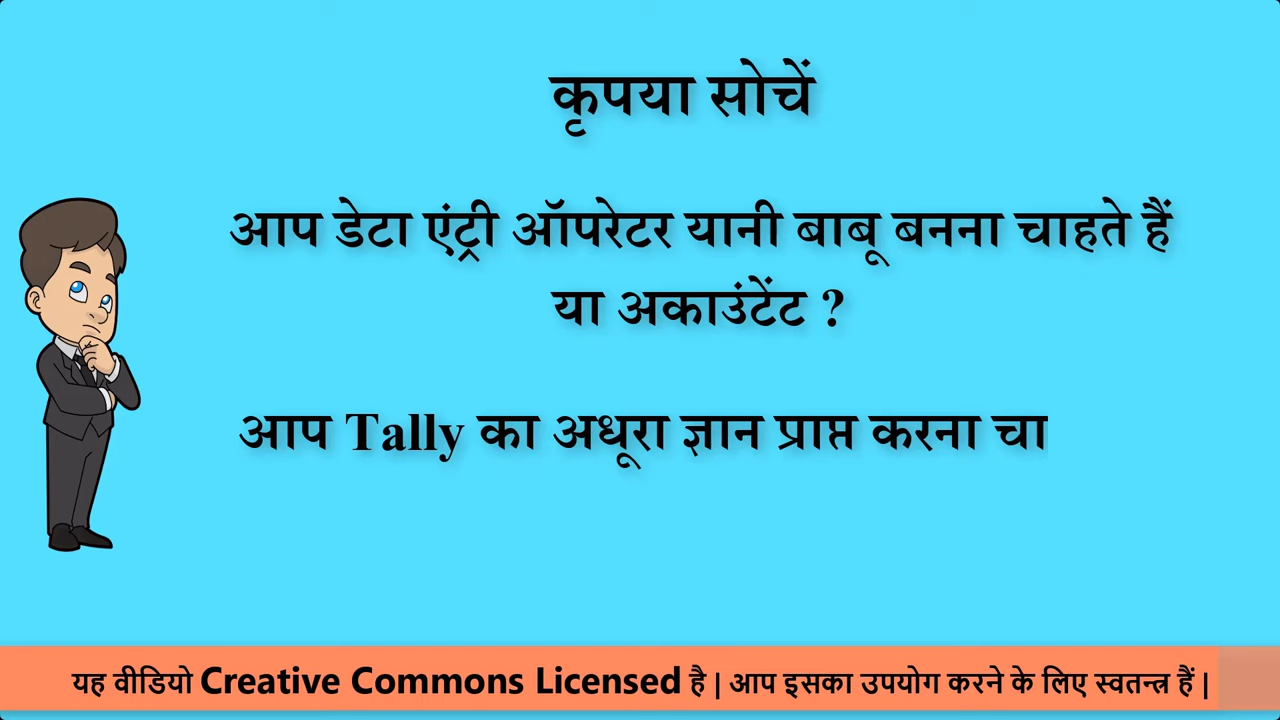 कृपया सोचें
आप डेटा एंट्री ऑपरेटर यानी बाबू बनना चाहते हैं
या अकाउंटेंट ?
आप Tally का अधूरा ज्ञान प्राप्त करना चा
यह वीडियो Creative Commons Licensed है | आप इसका उपयोग करने के लिए स्वतन्त्र हैं |